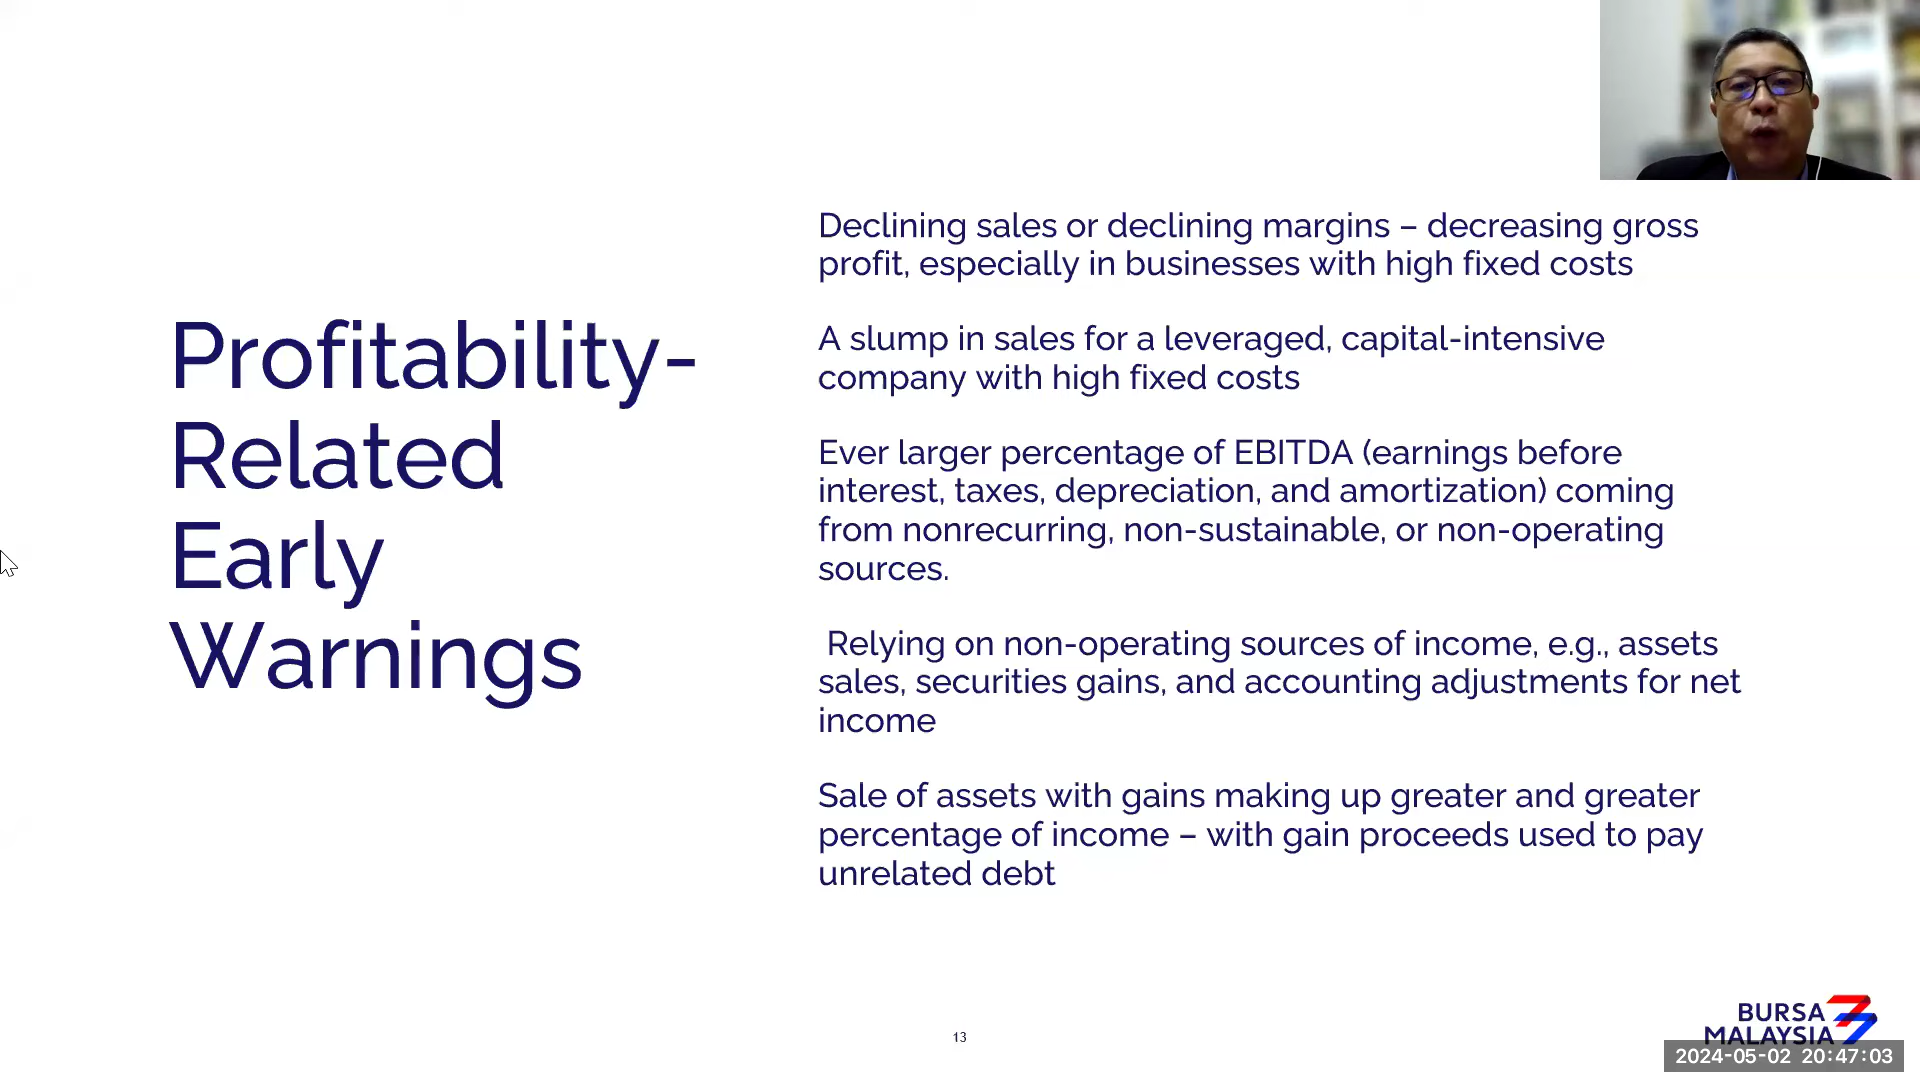 Profitability-
Related
Early
Warnings
Declining sales or declining margins – decreasing gross
profit, especially in businesses with high fixed costs
A slump in sales for a leveraged, capital-intensive
company with high fixed costs
Ever larger percentage of EBITDA (earnings before
interest, taxes, depreciation, and amortization) coming
from nonrecurring, non-sustainable, or non-operating
sources.
Relying on non-operating sources of income, e.g., assets
sales, securities gains, and accounting adjustments for net
income
Sale of assets with gains making up greater and greater
percentage of income – with gain proceeds used to pay
unrelated debt
13
BURSA
MALAYSIA
2024-05-02 20:47:03